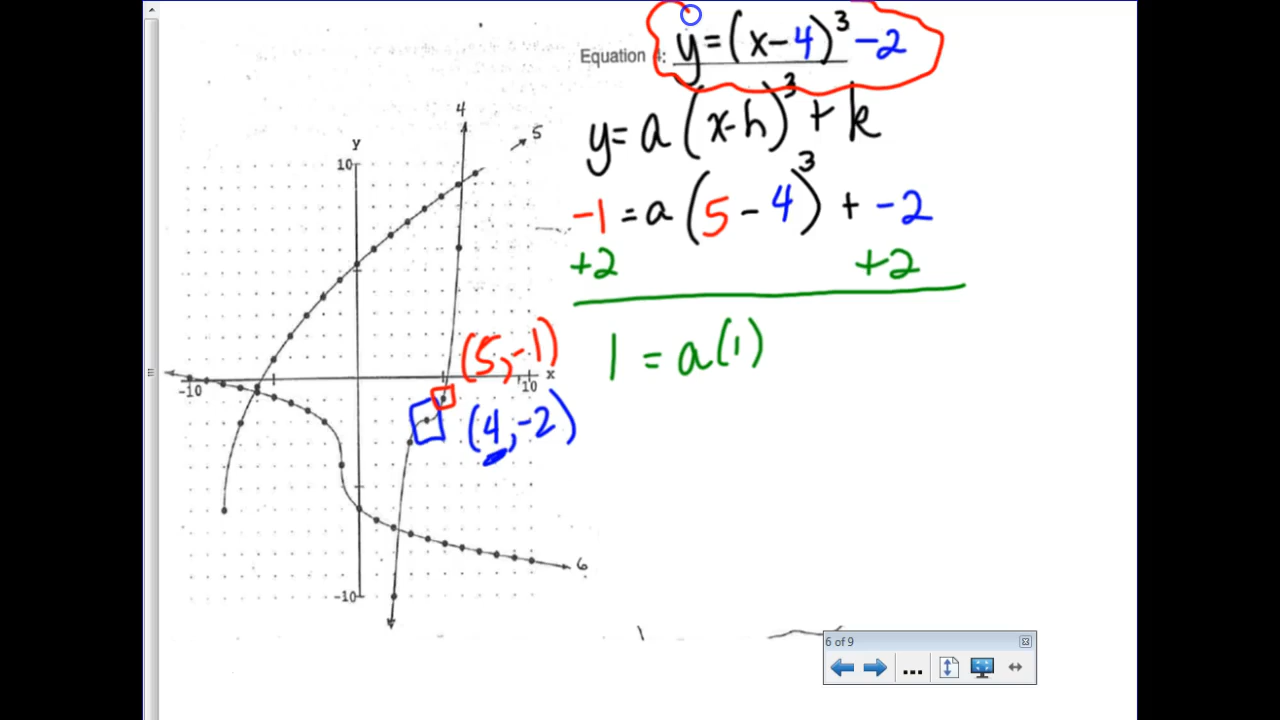 Equation 4: y=(x-4)³-2
y=a(x-h)³+k
-1=a(5-4)³+-2
+2 +2
1=a(1)
4
5
y
10
(5,-1)
-10
10 x
(4,-2)
6
-10
6 of 9
...